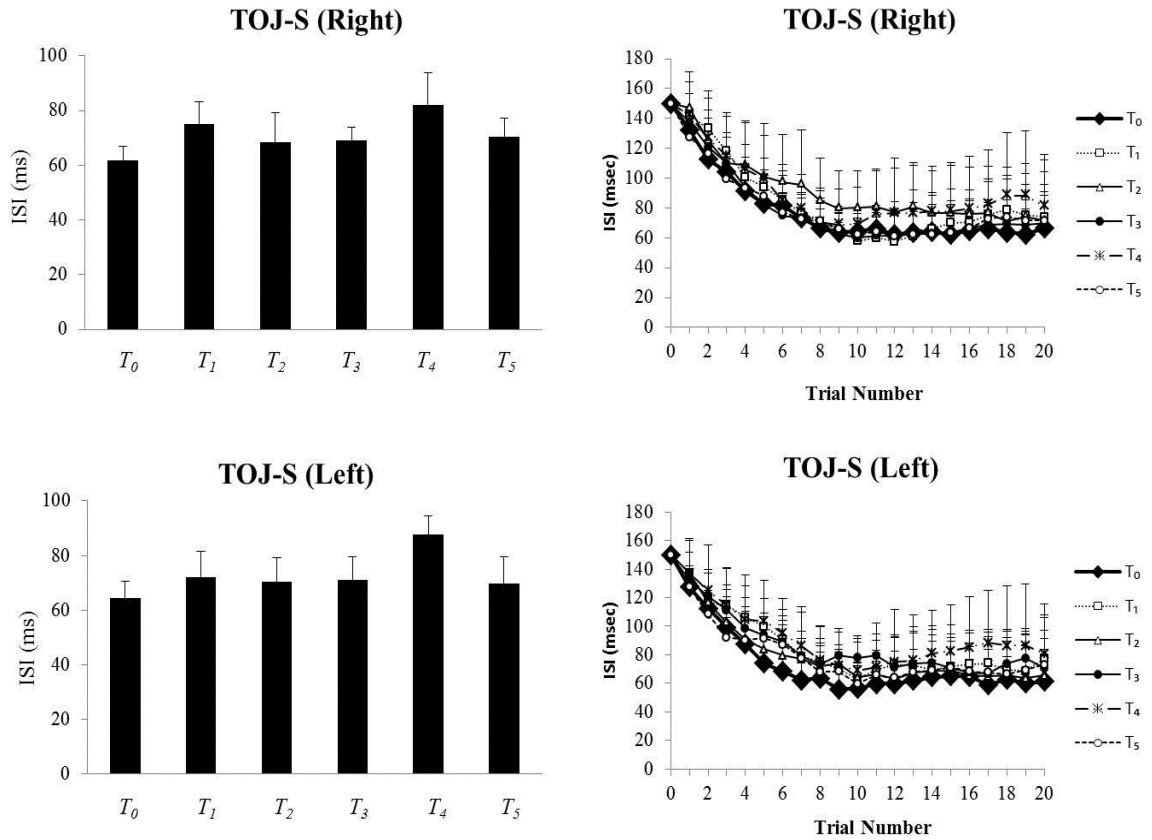 TOJ-S (Right)
100
80
60
40
20
0
ISI (ms)
T0 T1 T2 T3 T4 T5
TOJ-S (Right)
180
160
140
120
100
80
60
40
20
0
ISI (msec)
0 2 4 6 8 10 12 14 16 18 20
Trial Number
T0
T1
T2
T3
T4
T5
TOJ-S (Left)
100
80
60
40
20
0
ISI (ms)
T0 T1 T2 T3 T4 T5
TOJ-S (Left)
180
160
140
120
100
80
60
40
20
0
ISI (msec)
0 2 4 6 8 10 12 14 16 18 20
Trial Number
T0
T1
T2
T3
T4
T5